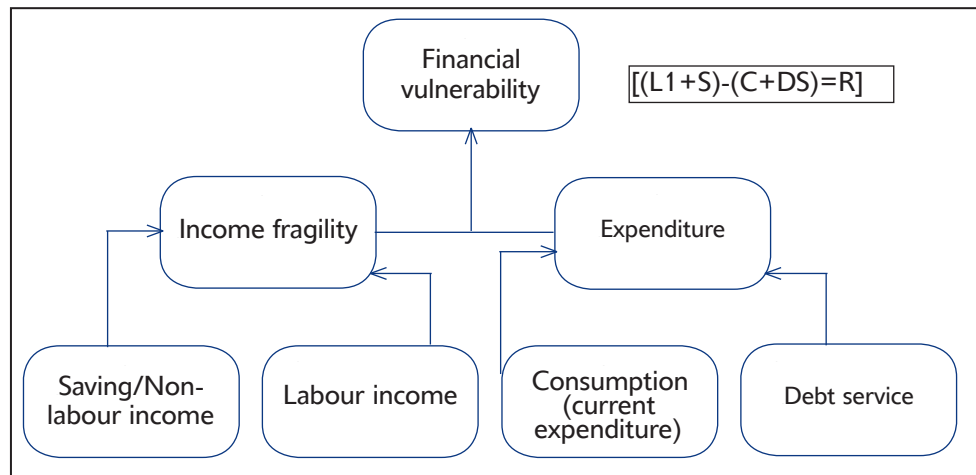 Financial
vulnerability
[(L1+S)-(C+DS)=R]
Income fragility
Expenditure
Saving/Non-
labour income
Labour income
Consumption
(current
expenditure)
Debt service